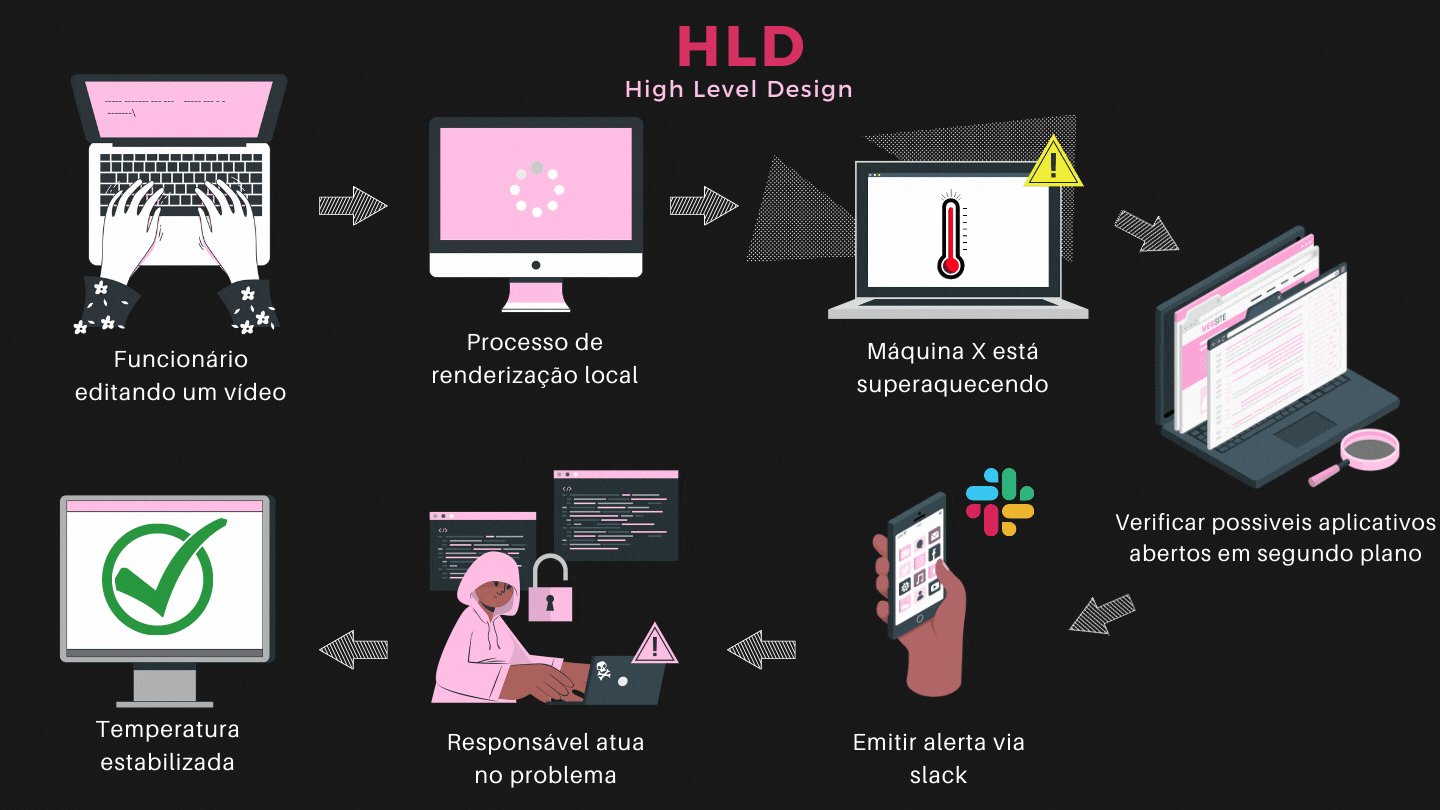 HLD
High Level Design
Funcionário
editando um vídeo
Processo de
renderização local
Máquina X está
superaquecendo
WEBSITE
Verificar possiveis aplicativos
abertos em segundo plano
Emitir alerta via
slack
Responsável atua
no problema
Temperatura
estabilizada